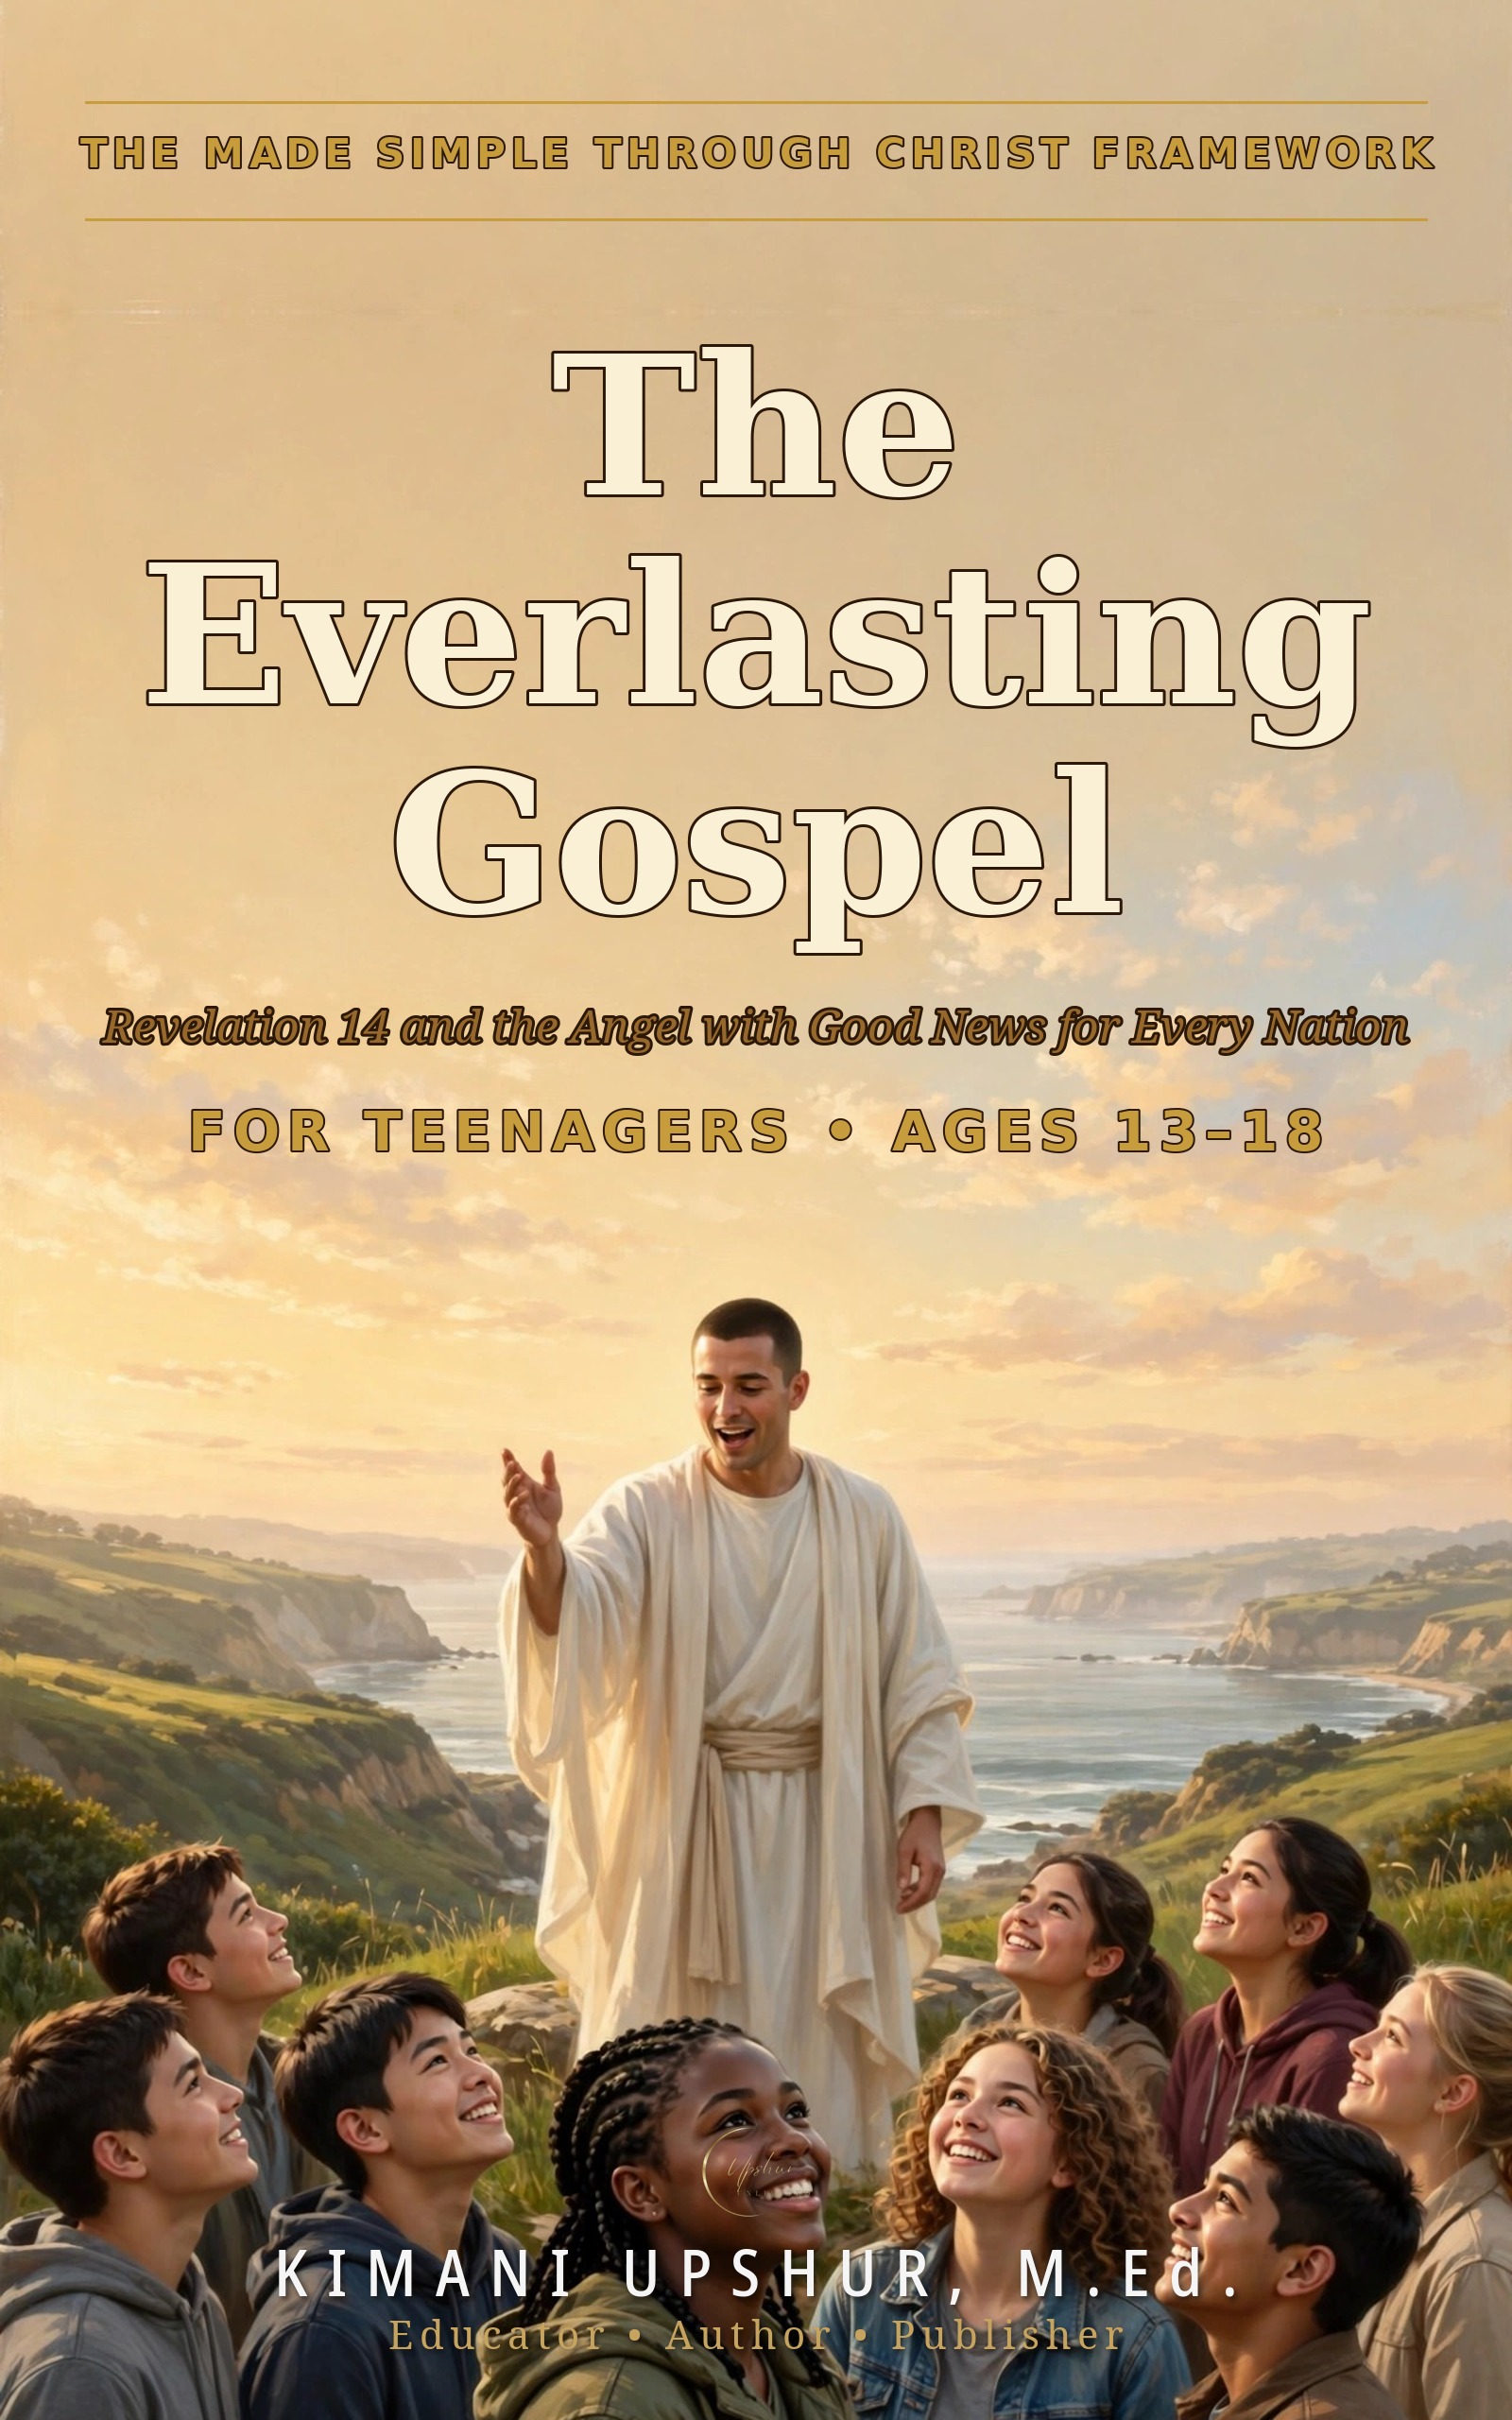 THE MADE SIMPLE THROUGH CHRIST FRAMEWORK
The
Everlasting
Gospel
Revelation 14 and the Angel with Good News for Every Nation
FOR TEENAGERS • AGES 13–18
Upshur
KIMANI UPSHUR, M.Ed.
Educator • Author • Publisher